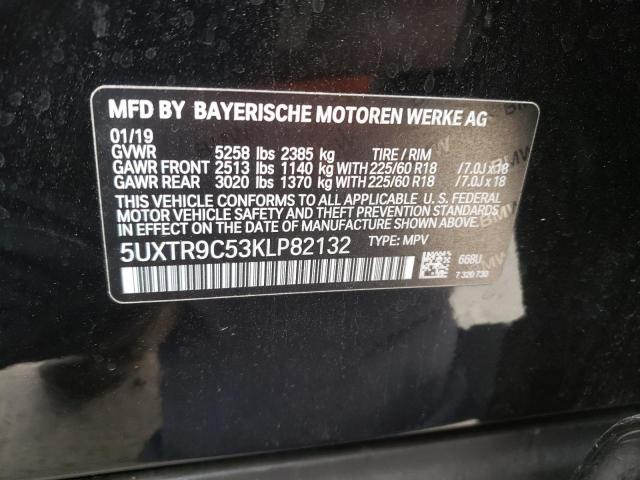 MFD BY BAYERISCHE MOTOREN WERKE AG
01/19
GVWR 5258 lbs 2385 kg TIRE / RIM
GAWR FRONT 2513 lbs 1140 kg WITH 225/60 R18 /7.0J x 18
GAWR REAR 3020 lbs 1370 kg WITH 225/60 R18 /7.0J x 18
THIS VEHICLE CONFORMS TO ALL APPLICABLE U. S. FEDERAL
MOTOR VEHICLE SAFETY AND THEFT PREVENTION STANDARDS
IN EFFECT ON THE DATE OF MANUFACTURE SHOWN ABOVE.
5UXTR9C53KLP82132 TYPE: MPV
668U
7 320 730